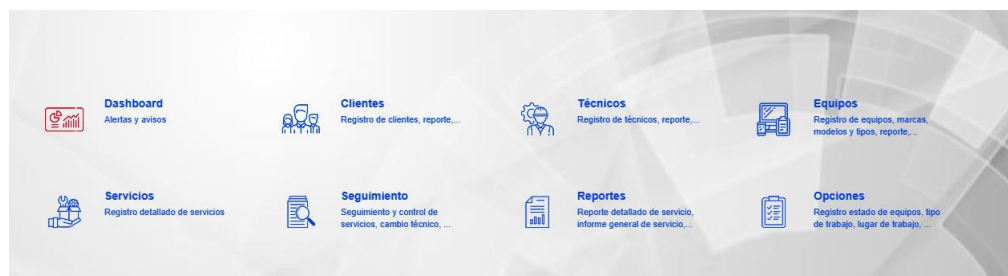 Dashboard
Alertas y avisos
Clientes
Registro de clientes, reporte,...
Técnicos
Registro de técnicos, reporte,...
Equipos
Registro de equipos, marcas,
modelos y tipos, reporte,...
Servicios
Registro detallado de servicios
Seguimiento
Seguimiento y control de
servicios, cambio técnico, ...
Reportes
Reporte detallado de servicio,
informe general de servicio,...
Opciones
Registro estado de equipos, tipo
de trabajo, lugar de trabajo, ...